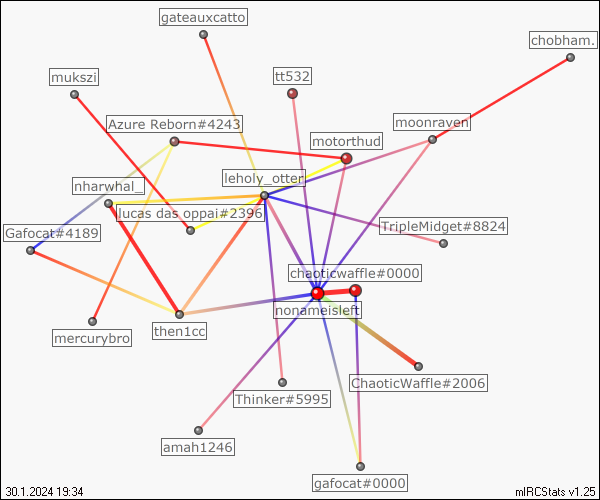 gateauxcatto
chobham.
mukszi
tt532
Azure Reborn#4243
moonraven
motorthud
leholy_otter
nharwhal_
lucas das oppai#2396
Gafocat#4189
TripleMidget#8824
chaoticwaffle#0000
nonameisleft
mercurybro
then1cc
ChaoticWaffle#2006
Thinker#5995
amah1246
gafocat#0000
30.1.2024 19:34
mIRCStats v1.25